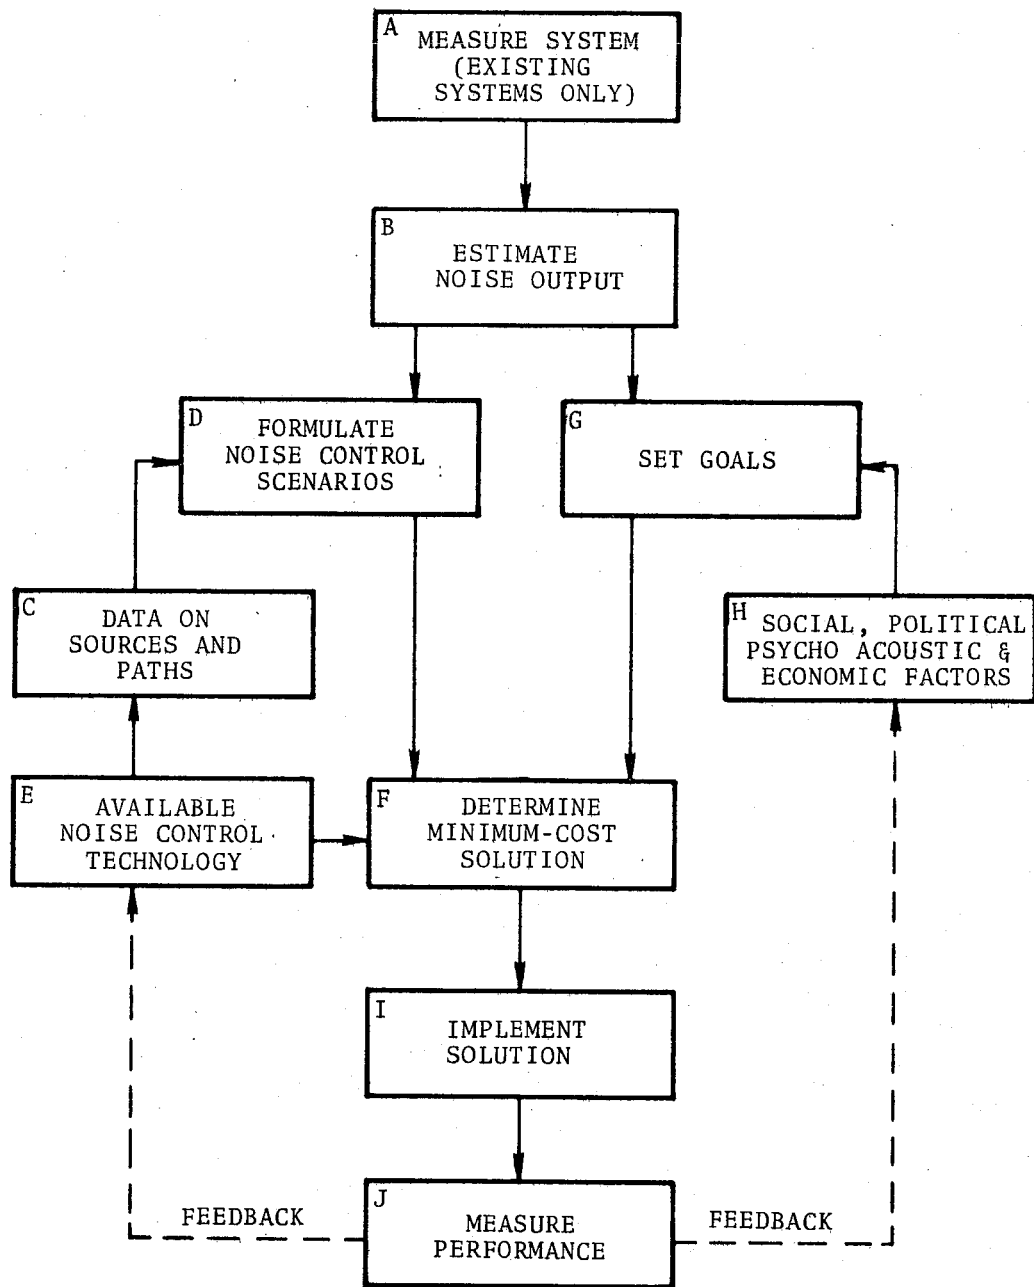 A
MEASURE SYSTEM
(EXISTING
SYSTEMS ONLY)
B
ESTIMATE
NOISE OUTPUT
D
FORMULATE
NOISE CONTROL
SCENARIOS
G
SET GOALS
C
DATA ON
SOURCES AND
PATHS
H
SOCIAL, POLITICAL
PSYCHO ACOUSTIC &
ECONOMIC FACTORS
E
AVAILABLE
NOISE CONTROL
TECHNOLOGY
F
DETERMINE
MINIMUM-COST
SOLUTION
I
IMPLEMENT
SOLUTION
FEEDBACK
J
MEASURE
PERFORMANCE
FEEDBACK